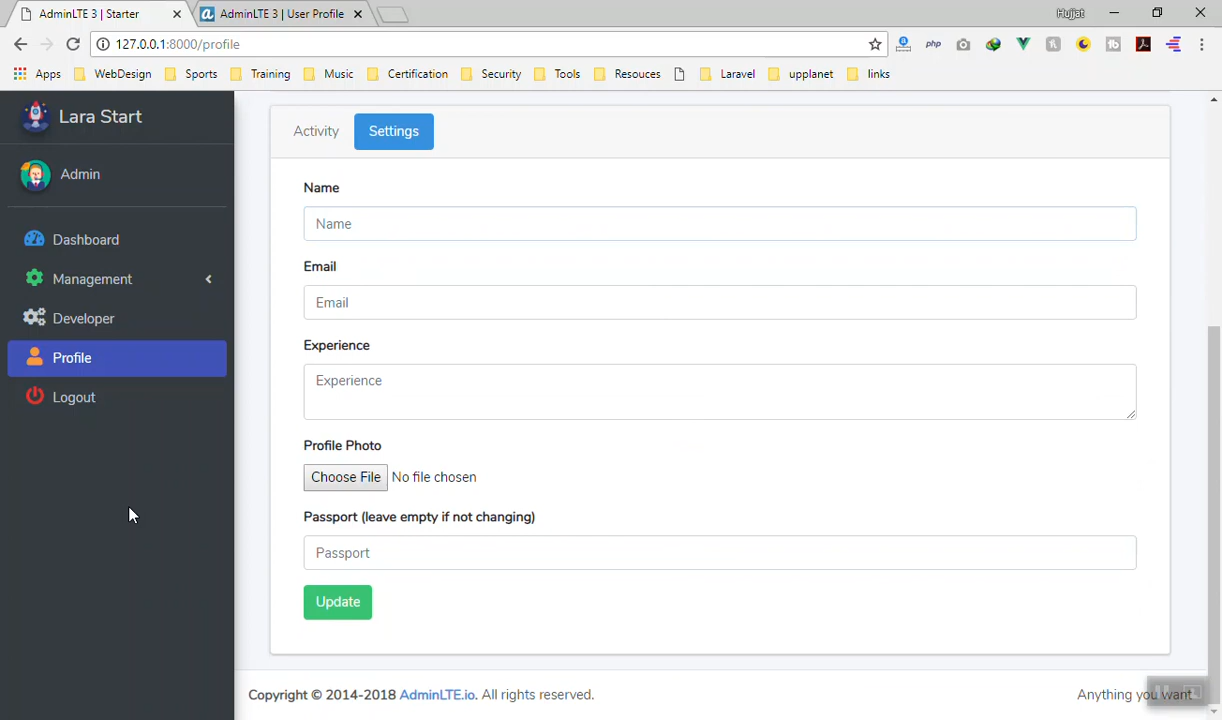 AdminLTE 3 | Starter
AdminLTE 3 | User Profile
Hujjat
127.0.0.1:8000/profile
php
Apps WebDesign Sports Training Music Certification Security Tools Resouces Laravel upplanet links
Lara Start
Admin
Dashboard
Management
Developer
Profile
Logout
Activity Settings
Name
Name
Email
Email
Experience
Experience
Profile Photo
Choose File No file chosen
Passport (leave empty if not changing)
Passport
Update
Copyright © 2014-2018 AdminLTE.io. All rights reserved.
Anything you want